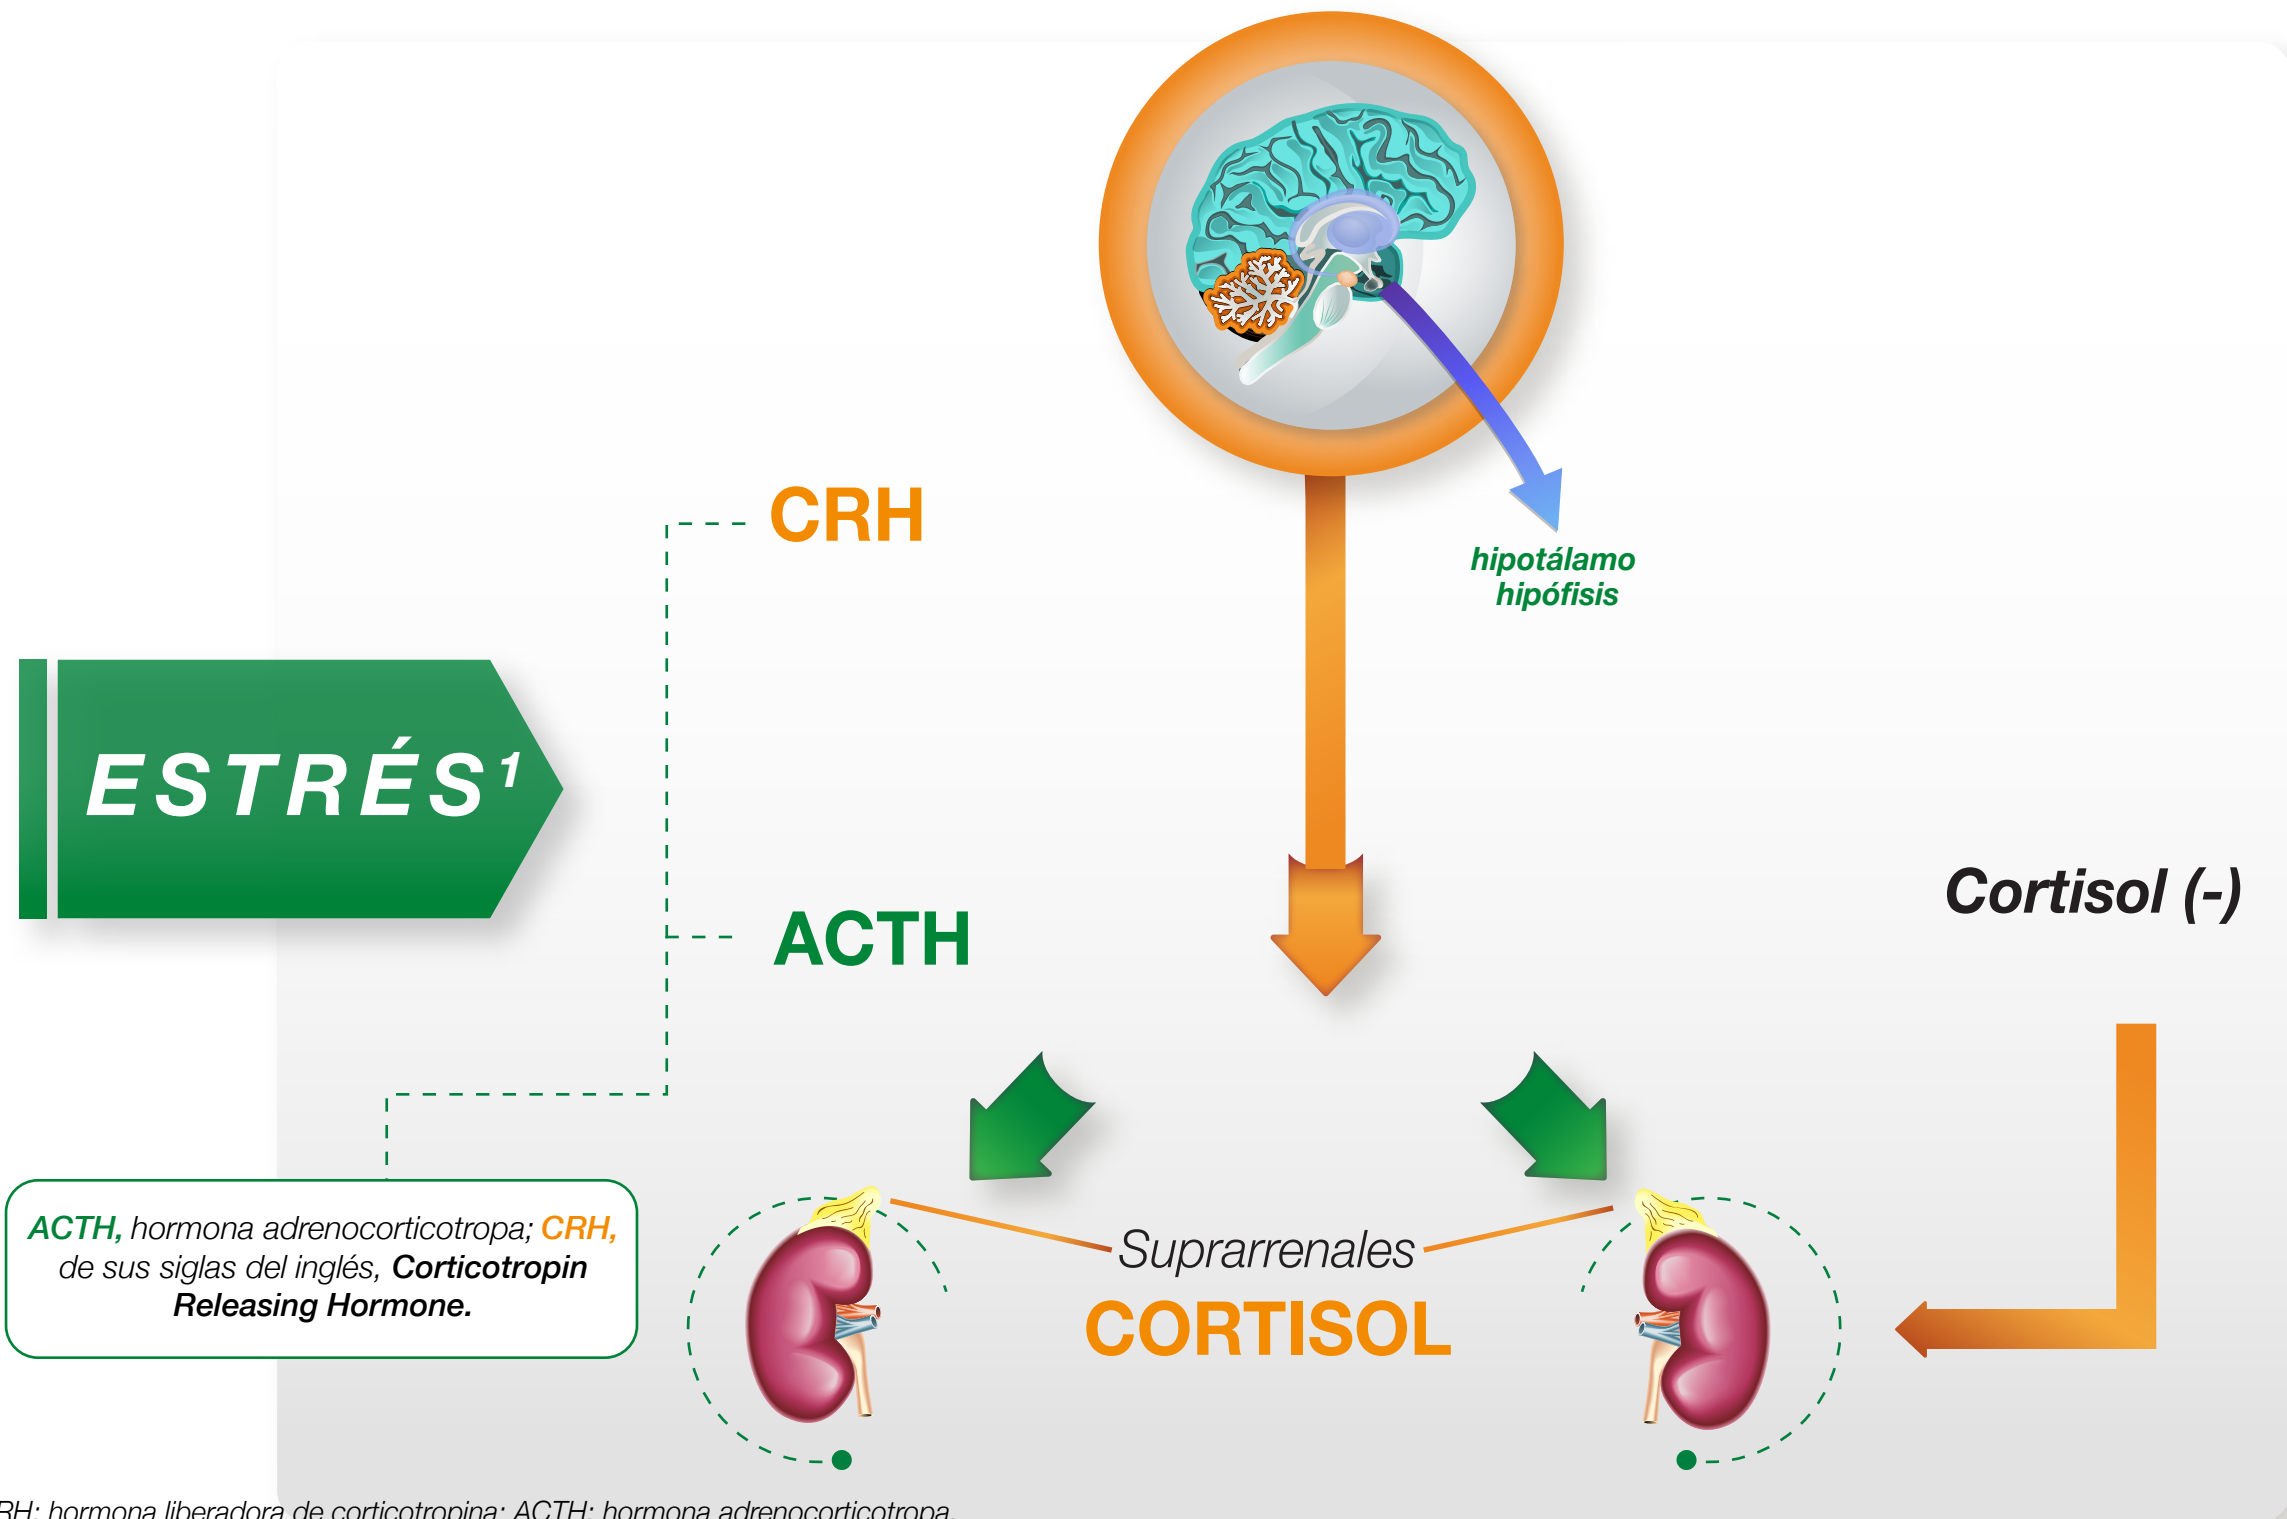 CRH
hipotálamo
hipófisis
ESTRÉS¹
Cortisol (-)
ACTH
ACTH, hormona adrenocorticotropa; CRH,
de sus siglas del inglés, Corticotropin
Releasing Hormone.
Suprarrenales
CORTISOL
RH: hormona liberadora de corticotropina; ACTH: hormona adrenocorticotropa.